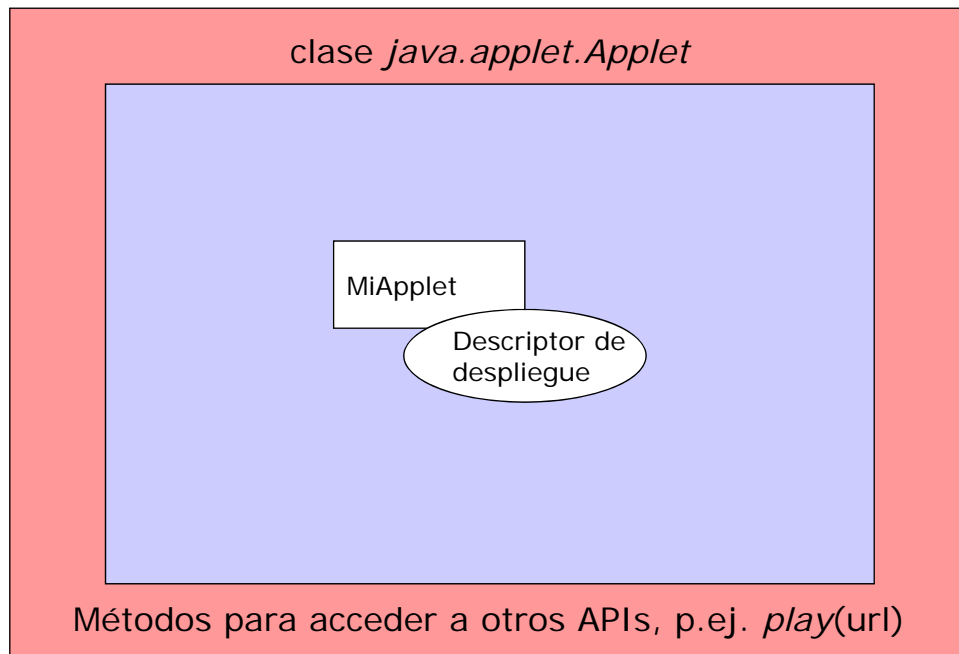 clase java.applet.Applet
MiApplet
Descriptor de
despliegue
Métodos para acceder a otros APIs, p.ej. play(url)